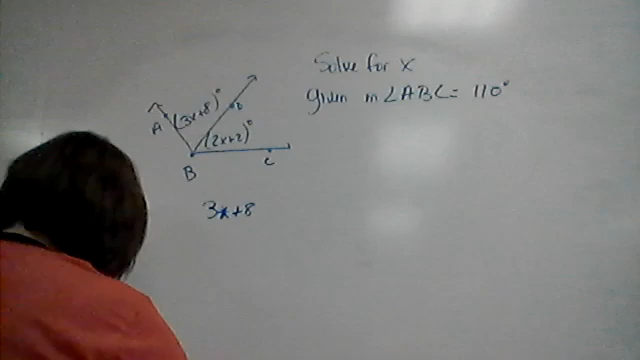 Solve for x
Given m∠ABC = 110°
(3x+8)°
D
A
(2x+2)°
B
C
3x+8